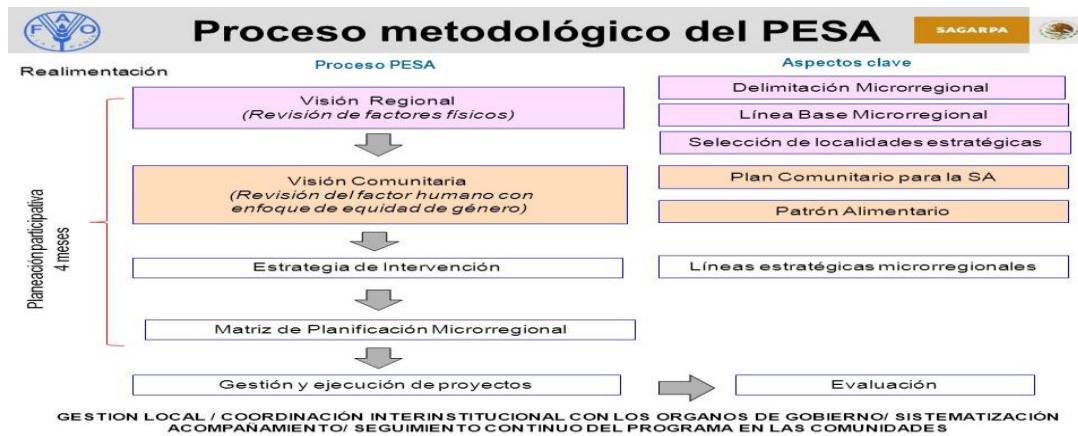 FAO
Proceso metodológico del PESA
SAGARPA
Realimentación
Proceso PESA
Aspectos clave
Visión Regional
(Revisión de factores físicos)
Delimitación Microrregional
Línea Base Microrregional
Selección de localidades estratégicas
Visión Comunitaria
(Revisión del factor humano con
enfoque de equidad de género)
Plan Comunitario para la SA
Patrón Alimentario
Planeación participativa
4 meses
Estrategia de Intervención
Líneas estratégicas microrregionales
Matriz de Planificación Microrregional
Gestión y ejecución de proyectos
Evaluación
GESTION LOCAL / COORDINACIÓN INTERINSTITUCIONAL CON LOS ORGANOS DE GOBIERNO/ SISTEMATIZACIÓN
ACOMPAÑAMIENTO/ SEGUIMIENTO CONTINUO DEL PROGRAMA EN LAS COMUNIDADES